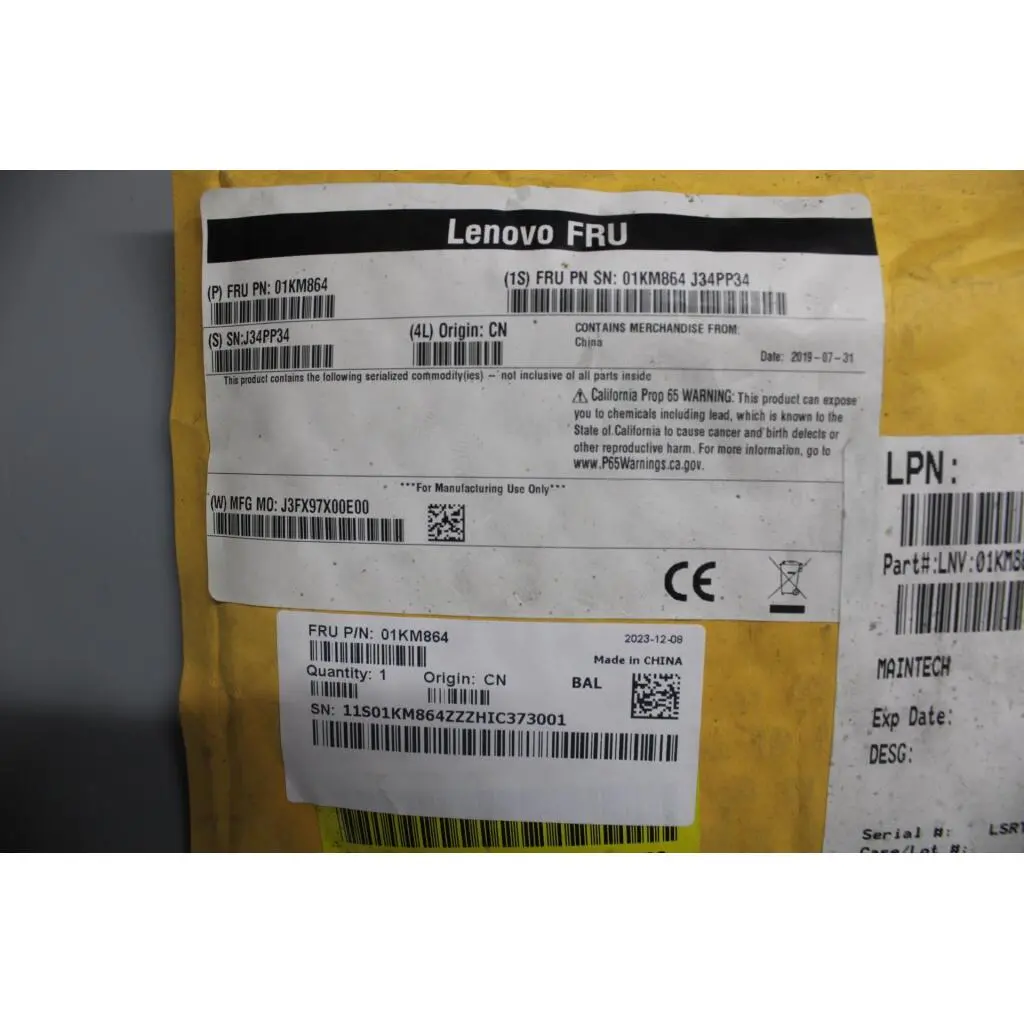 Lenovo FRU
(P) FRU PN: 01KM864
(1S) FRU PN SN: 01KM864 J34PP34
(S) SN:J34PP34
(4L) Origin: CN
CONTAINS MERCHANDISE FROM:
China
Date: 2019-07-31
This product contains the following serialized commodity(ies) - not inclusive of all parts inside
⚠ California Prop 65 WARNING: This product can expose
you to chemicals including lead, which is known to the
State of California to cause cancer and birth defects or
other reproductive harm. For more information, go to
www.P65Warnings.ca.gov.
***For Manufacturing Use Only***
(W) MFG MO: J3FX97X00E00
CE
FRU P/N: 01KM864
2023-12-08
Made in CHINA
Quantity: 1
Origin: CN
BAL
SN: 11S01KM864ZZZHIC373001
LPN:
Part#:LNV:01KM86
MAINTECH
Exp Date:
DESG:
Serial #:
LSRT